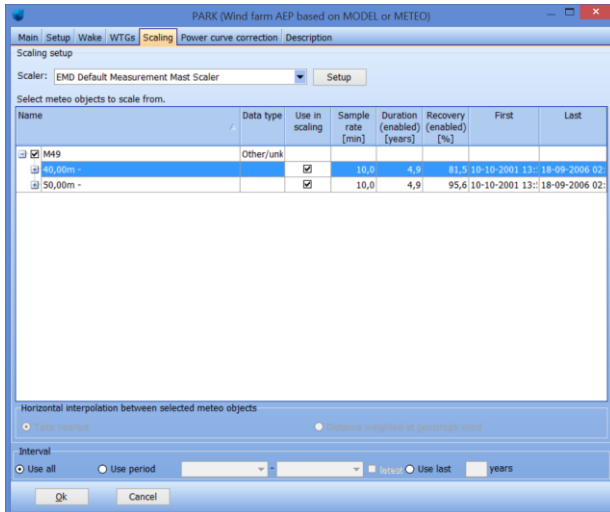 PARK (Wind farm AEP based on MODEL or METEO)
Main Setup Wake WTGs Scaling Power curve correction Description
Scaling setup
Scaler: EMD Default Measurement Mast Scaler Setup
Select meteo objects to scale from.
Name Data type Use in scaling Sample rate [min] Duration (enabled) [years] Recovery (enabled) [%] First Last
M49 Other/unk
40,00m - 10,0 4,9 81,5 10-10-2001 13: 18-09-2006 02:
50,00m - 10,0 4,9 95,6 10-10-2001 13: 18-09-2006 02:
Horizontal interpolation between selected meteo objects
Take nearest Distance weighted
Interval
Use all Use period - latest Use last years
Ok Cancel